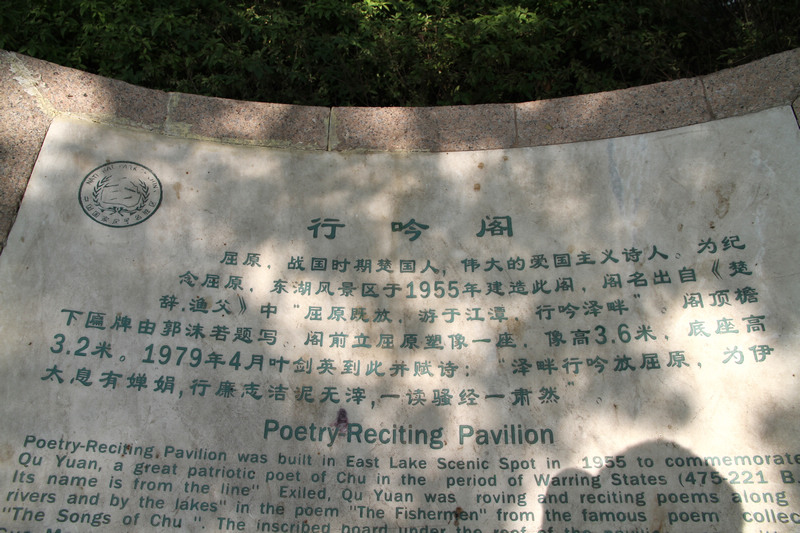 行吟阁
屈原，战国时期楚国人，伟大的爱国主义诗人。为纪
念屈原，东湖风景区于1955年建造此阁，阁名出自《楚
辞.渔父》中“屈原既放，游于江潭，行吟泽畔”。阁顶檐
下匾牌由郭沫若题写。阁前立屈原塑像一座，像高3.6米，底座高
3.2米。1979年4月叶剑英到此并赋诗：泽畔行吟放屈原，为伊
太息有婵娟，行廉志洁泥无滓，一读骚经一肃然”。
Poetry-Reciting Pavilion
Poetry-Reciting Pavilion was built in East Lake Scenic Spot in 1955 to commemorate
Qu Yuan, a great patriotic poet of Chu in the period of Warring States (475-221 B.
Its name is from the line" Exiled, Qu Yuan was roving and reciting poems along
rivers and by the lakes" in the poem "The Fishermen" from the famous poem collec
"The Songs of Chu ". The inscribed board under the roof of the